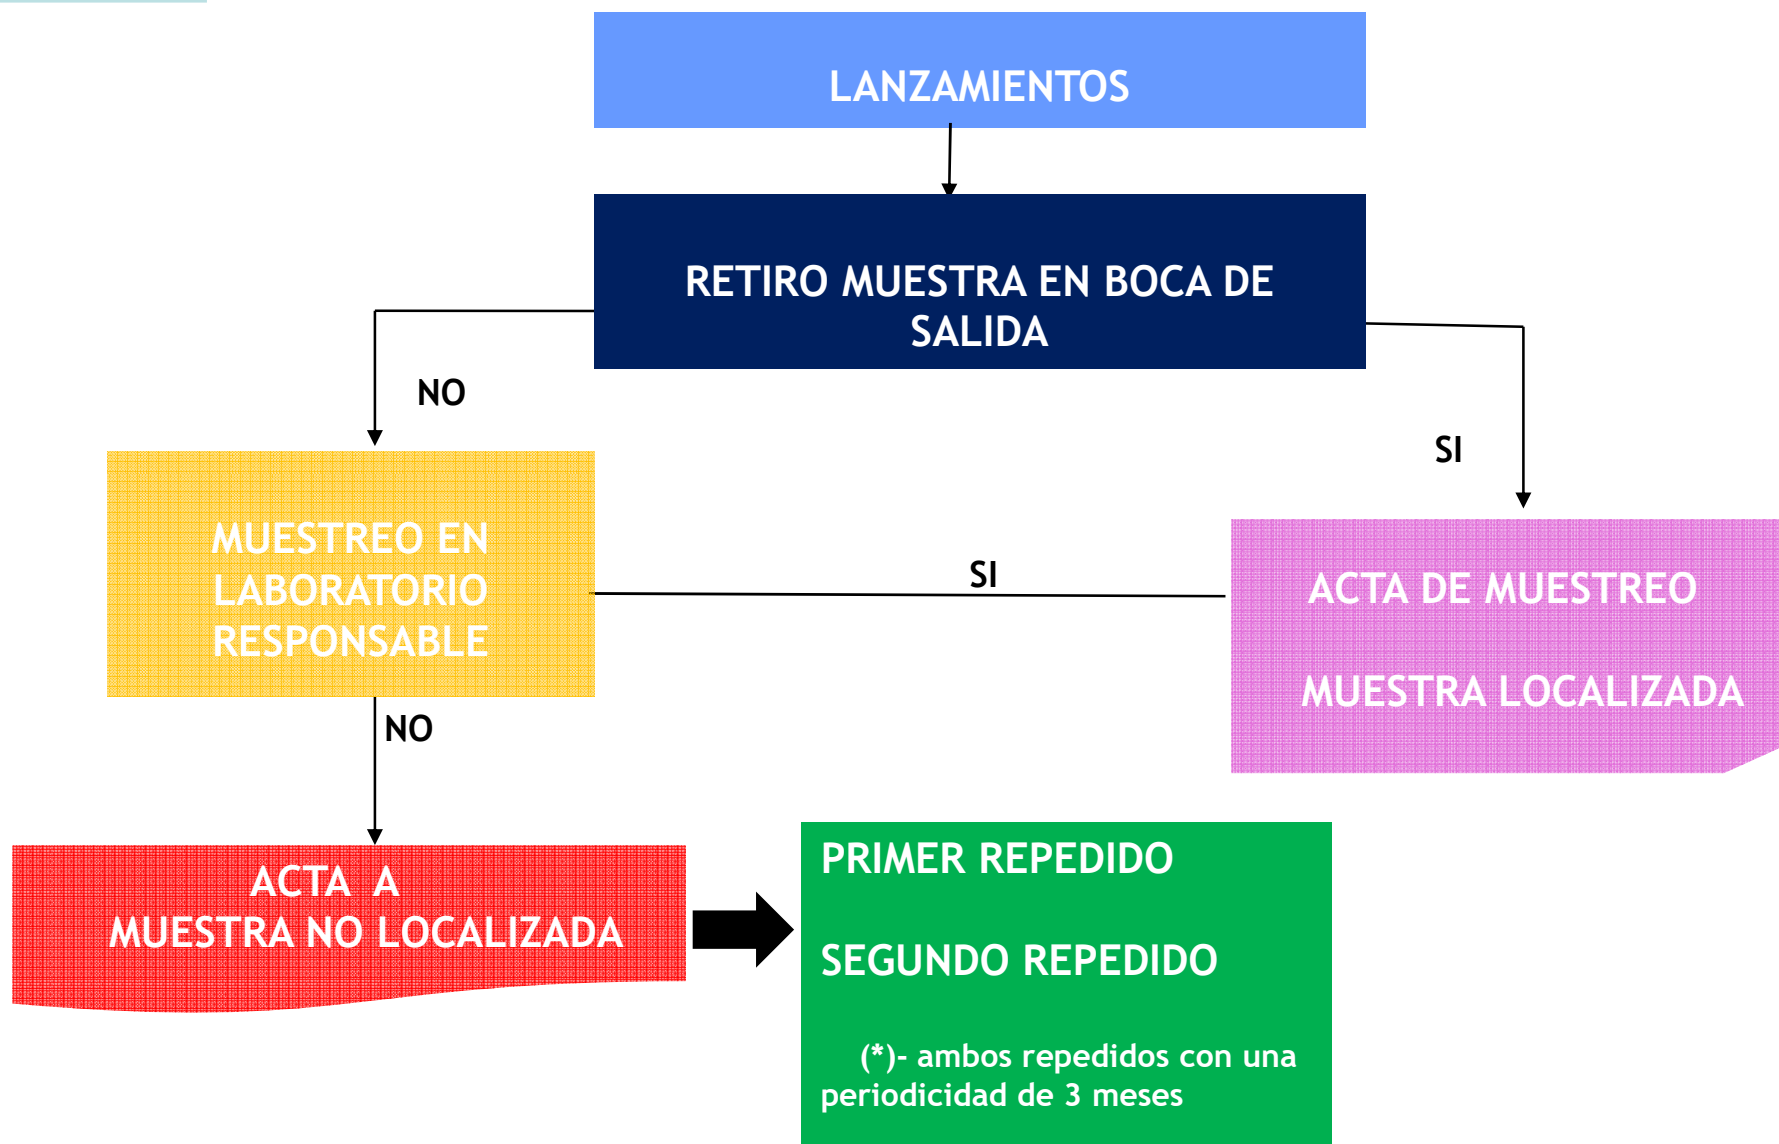 LANZAMIENTOS
RETIRO MUESTRA EN BOCA DE
SALIDA
NO
SI
MUESTREO EN
LABORATORIO
RESPONSABLE
SI
ACTA DE MUESTREO
MUESTRA LOCALIZADA
NO
ACTA A
MUESTRA NO LOCALIZADA
PRIMER REPEDIDO
SEGUNDO REPEDIDO
(*)- ambos repedidos con una
periodicidad de 3 meses